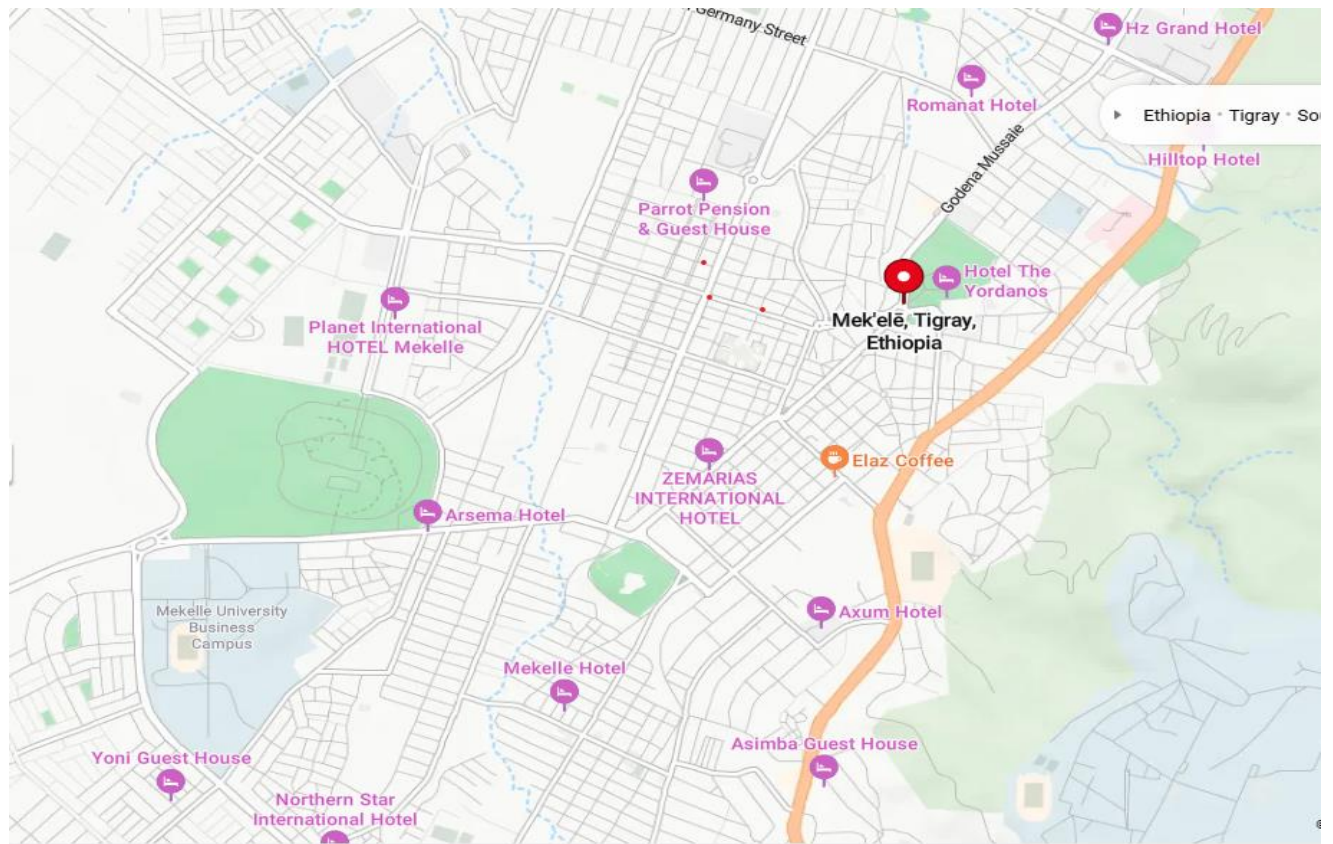 Germany Street
Hz Grand Hotel
Romanat Hotel
Ethiopia • Tigray •
Godena Mussale
Hilltop Hotel
Parrot Pension
& Guest House
Hotel The
Yordanos
Planet International
HOTEL Mekelle
Mek'elē, Tigray,
Ethiopia
Elaz Coffee
ZEMARIAS
INTERNATIONAL
HOTEL
Arsema Hotel
Mekelle University
Business
Campus
Axum Hotel
Mekelle Hotel
Asimba Guest House
Yoni Guest House
Northern Star
International Hotel